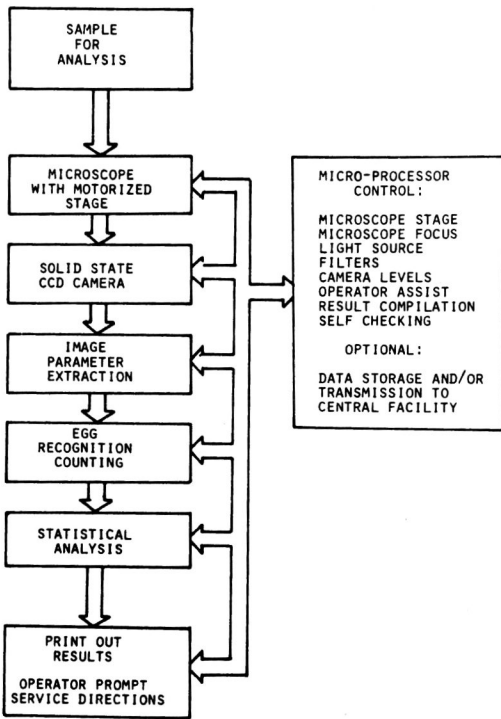 SAMPLE
FOR
ANALYSIS
MICROSCOPE
WITH MOTORIZED
STAGE
SOLID STATE
CCD CAMERA
IMAGE
PARAMETER
EXTRACTION
EGG
RECOGNITION
COUNTING
STATISTICAL
ANALYSIS
PRINT OUT
RESULTS
OPERATOR PROMPT
SERVICE DIRECTIONS
MICRO-PROCESSOR
CONTROL:
MICROSCOPE STAGE
MICROSCOPE FOCUS
LIGHT SOURCE
FILTERS
CAMERA LEVELS
OPERATOR ASSIST
RESULT COMPILATION
SELF CHECKING
OPTIONAL:
DATA STORAGE AND/OR
TRANSMISSION TO
CENTRAL FACILITY